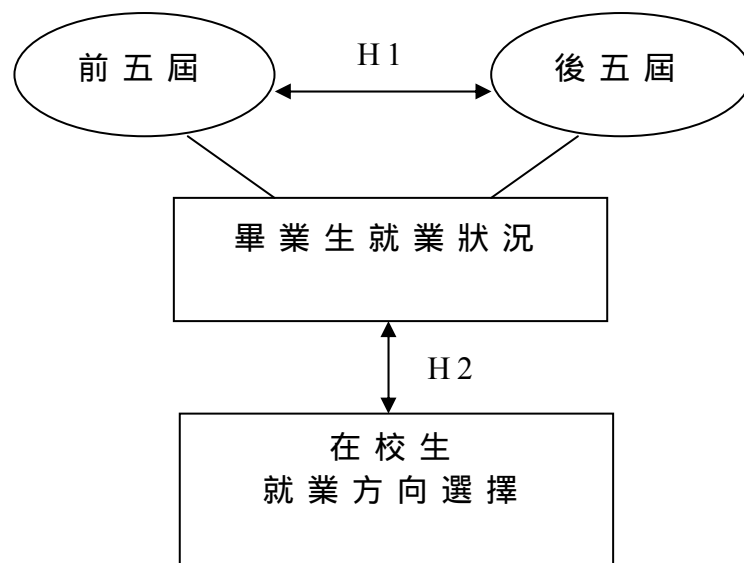 前五屆
H1
後五屆
畢業生就業狀況
H2
在校生
就業方向選擇